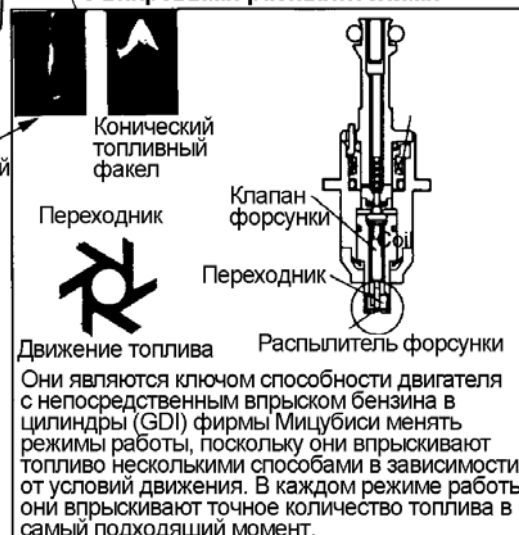 Конический
топливный
факел
й
Клапан
форсунки
Coil
Переходник
Переходник
Движение топлива
Распылитель форсунки
Они являются ключом способности двигателя
с непосредственным впрыском бензина в
цилиндры (GDI) фирмы Мицубиси менять
режимы работы, поскольку они впрыскивают
топливо несколькими способами в зависимости
от условий движения. В каждом режиме работь
они впрыскивают точное количество топлива в
самый подходящий момент.